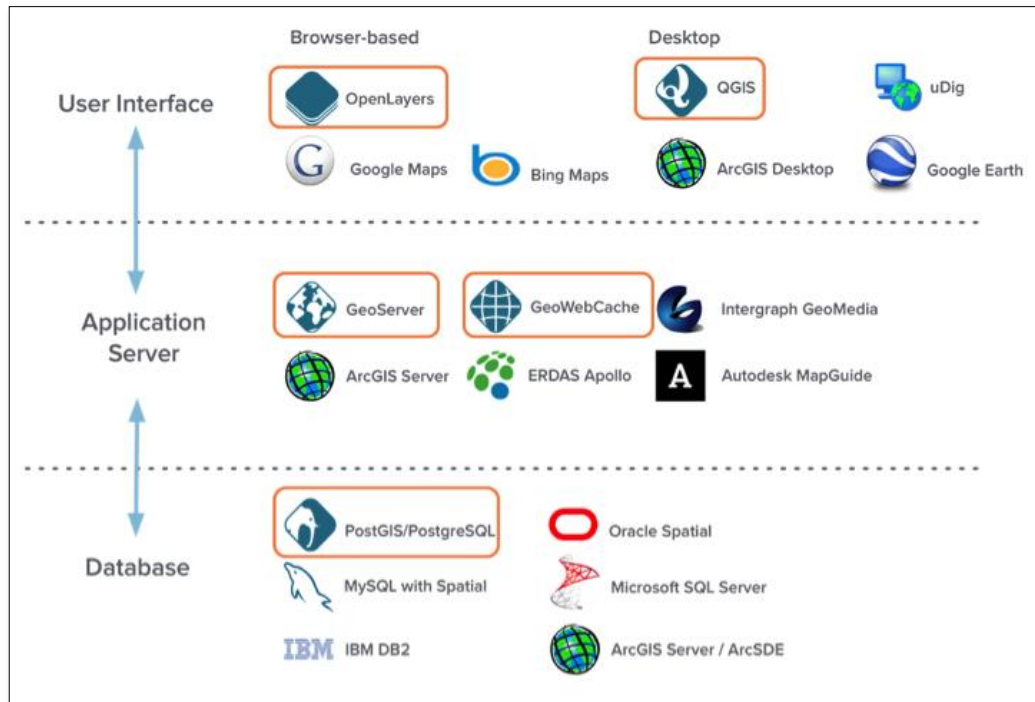 Browser-based
Desktop
User Interface
OpenLayers
QGIS
uDig
G
Google Maps
Bing Maps
ArcGIS Desktop
Google Earth
Application
Server
GeoServer
GeoWebCache
Intergraph GeoMedia
ArcGIS Server
ERDAS Apollo
A
Autodesk MapGuide
Database
PostGIS/PostgreSQL
Oracle Spatial
MySQL with Spatial
Microsoft SQL Server
IBM
IBM DB2
ArcGIS Server / ArcSDE